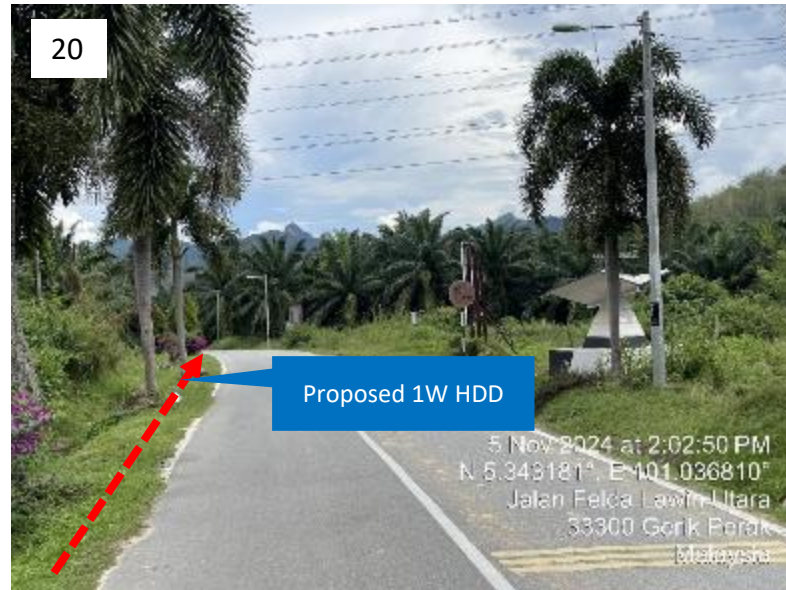 20
Proposed 1W HDD
5 Nov 2024 at 2:02:50 PM
N 5.343181°, E 101.036810°
Jalan Felda Lawin Utara
33300 Gerik Perak
Malaysia